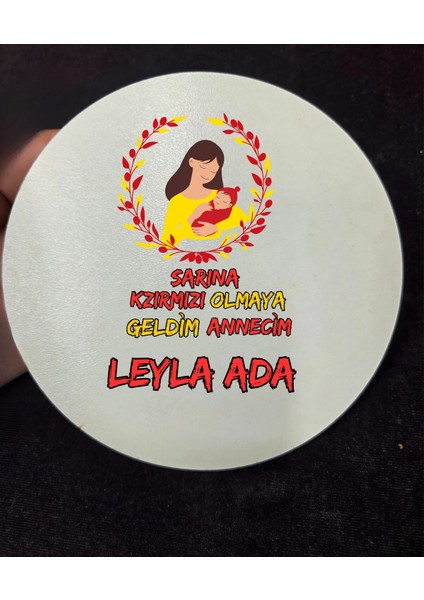 SARINA
KZIRMIZI OLMAYA
GELDİM ANNECİM
LEYLA ADA